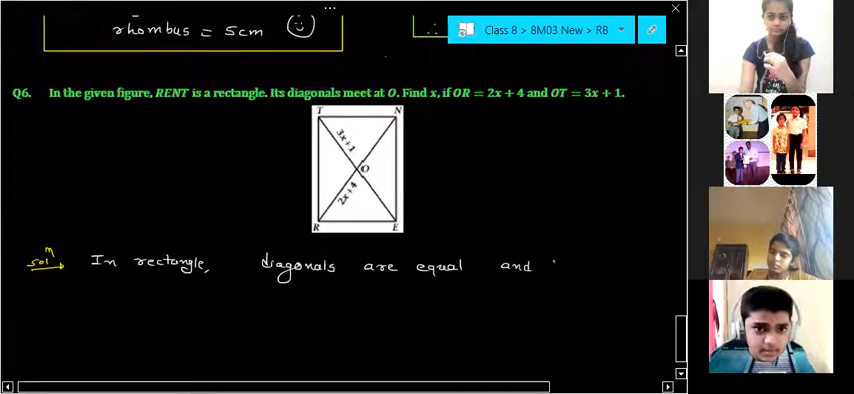 rhombus = 5cm
∴
Class 8 > 8M03 New > RB
Q6. In the given figure, RENT is a rectangle. Its diagonals meet at O. Find x, if OR = 2x + 4 and OT = 3x + 1.
T N
3x+1
O
2x+4
R E
solⁿ In rectangle, diagonals are equal and